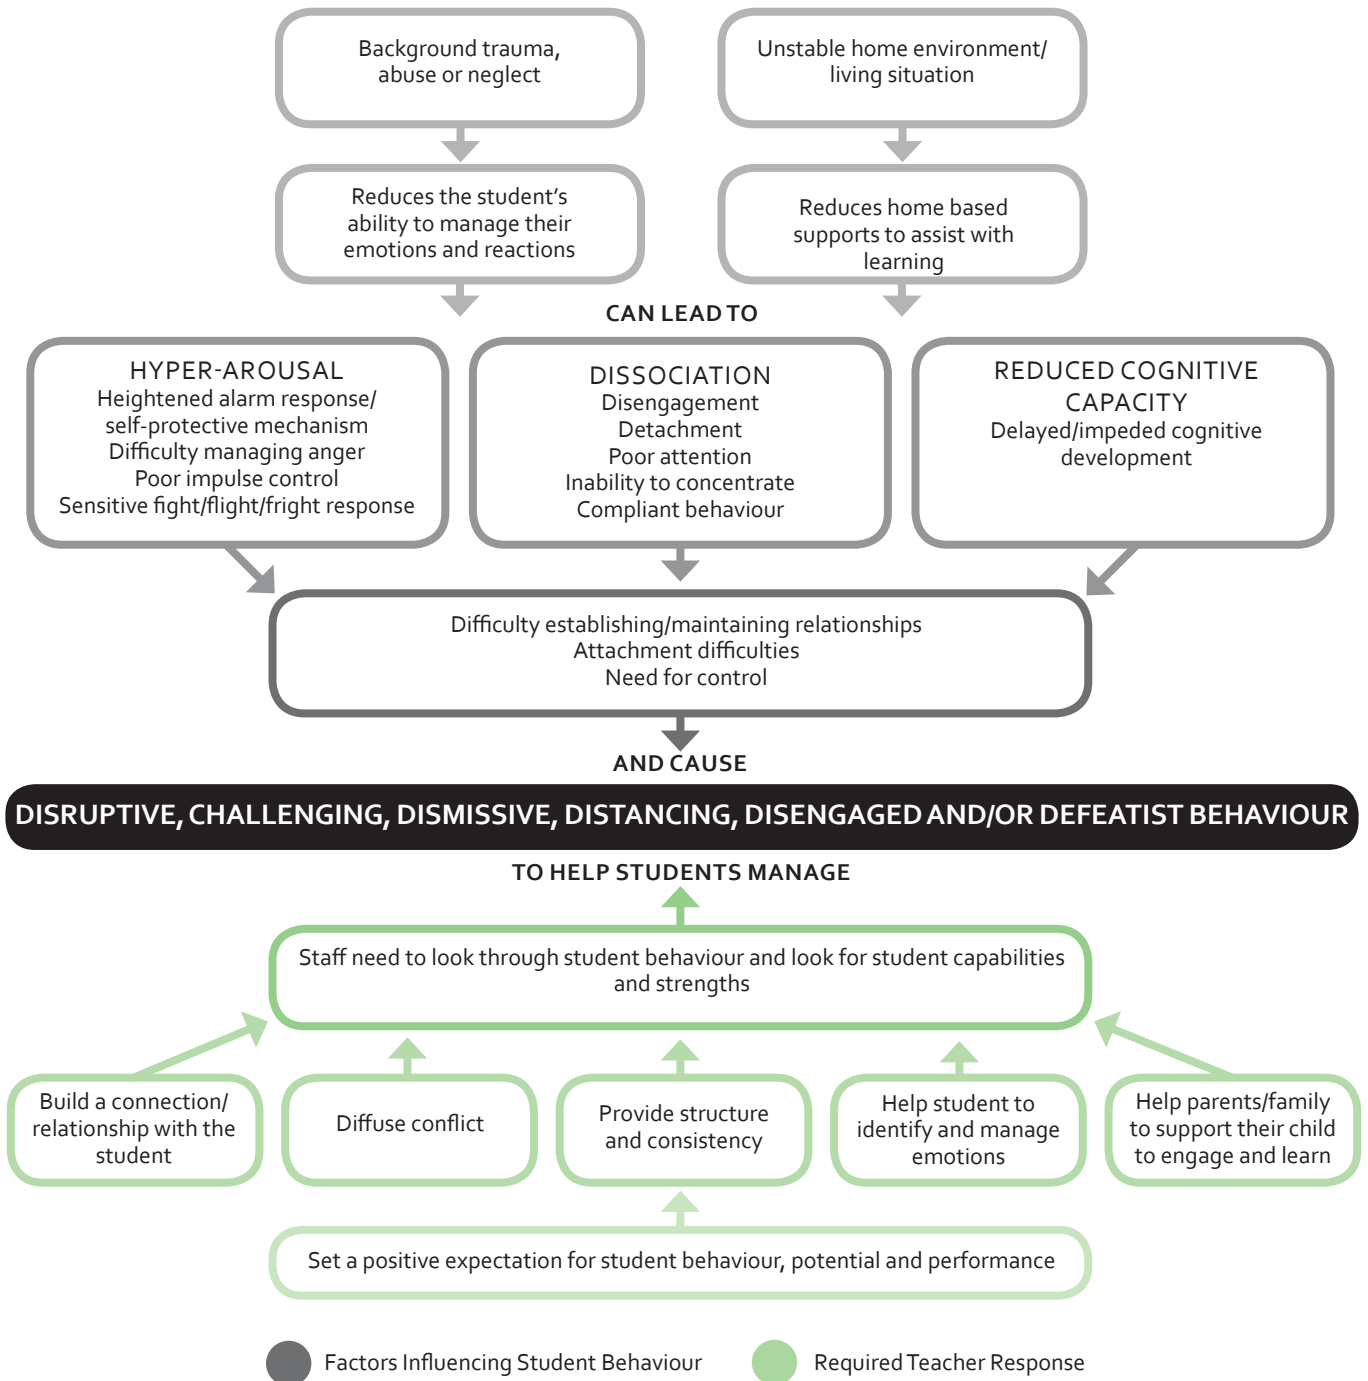 Background trauma,
abuse or neglect
Unstable home environment/
living situation
Reduces the student's
ability to manage their
emotions and reactions
Reduces home based
supports to assist with
learning
CAN LEAD TO
HYPER-AROUSAL
Heightened alarm response/
self-protective mechanism
Difficulty managing anger
Poor impulse control
Sensitive fight/flight/fright response
DISSOCIATION
Disengagement
Detachment
Poor attention
Inability to concentrate
Compliant behaviour
REDUCED COGNITIVE
CAPACITY
Delayed/impeded cognitive
development
Difficulty establishing/maintaining relationships
Attachment difficulties
Need for control
AND CAUSE
DISRUPTIVE, CHALLENGING, DISMISSIVE, DISTANCING, DISENGAGED AND/OR DEFEATIST BEHAVIOUR
TO HELP STUDENTS MANAGE
Staff need to look through student behaviour and look for student capabilities
and strengths
Build a connection/
relationship with the
student
Diffuse conflict
Provide structure
and consistency
Help student to
identify and manage
emotions
Help parents/family
to support their child
to engage and learn
Set a positive expectation for student behaviour, potential and performance
Factors Influencing Student Behaviour
Required Teacher Response